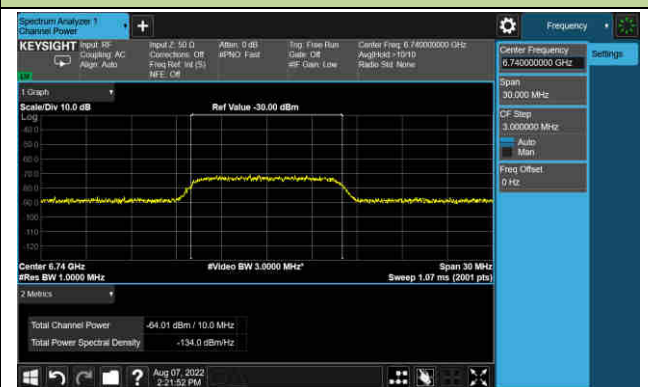 Spectrum Analyzer 1
Channel Power
Frequency
KEYSIGHT
Input: RF
Coupling: AC
Align: Auto
Input Z: 50 Ω
Corrections: Off
Freq Ref: Int (S)
NFE: Off
Atten: 0 dB
#PNO: Fast
Trig: Free Run
Gate: Off
#IF Gain: Low
Center Freq: 6.740000000 GHz
Avg|Hold:>10/10
Radio Std: None
Center Frequency
6.740000000 GHz
Settings
Span
30.000 MHz
CF Step
3.000000 MHz
Auto
Man
Freq Offset
0 Hz
1 Graph
Scale/Div 10.0 dB
Ref Value -30.00 dBm
Log
-40.0
-50.0
-60.0
-70.0
-80.0
-90.0
-100
-110
-120
Center 6.74 GHz
#Video BW 3.0000 MHz*
Span 30 MHz
#Res BW 1.0000 MHz
Sweep 1.07 ms (2001 pts)
2 Metrics
Total Channel Power
-64.01 dBm / 10.0 MHz
Total Power Spectral Density
-134.0 dBm/Hz
Aug 07, 2022
2:21:52 PM